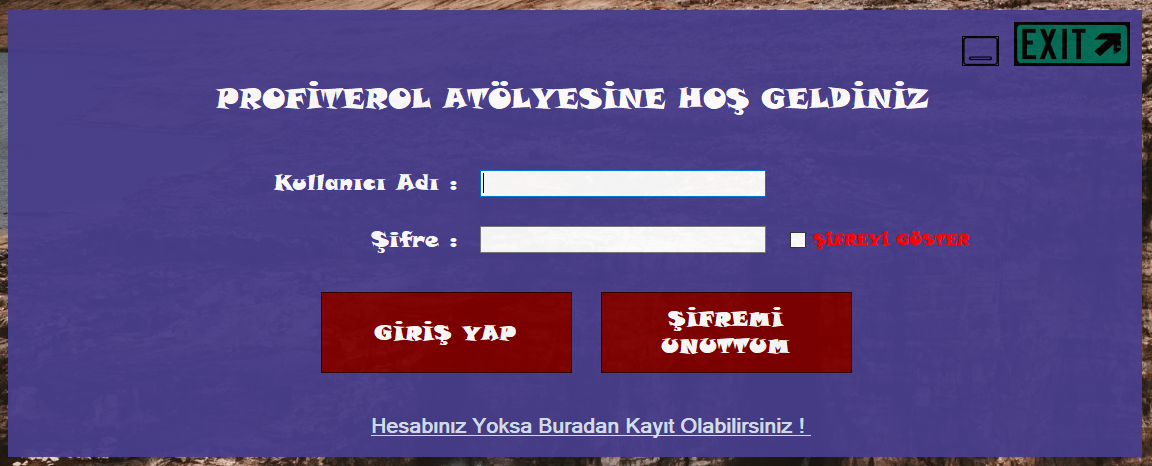 EXIT
PROFİTEROL ATÖLYESİNE HOŞ GELDİNİZ
Kullanıcı Adı :
Şifre :
ŞİFREYİ GÖSTER
GİRİŞ YAP
ŞİFREMİ
UNUTTUM
Hesabınız Yoksa Buradan Kayıt Olabilirsiniz !